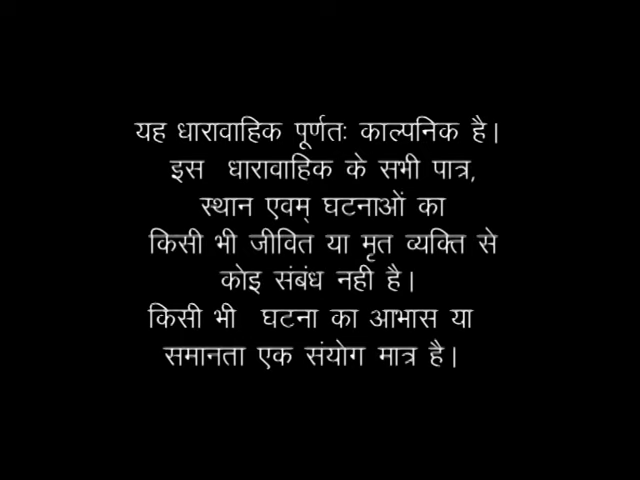 यह धारावाहिक पूर्णतः काल्पनिक है।
इस धारावाहिक के सभी पात्र,
स्थान एवम् घटनाओं का
किसी भी जीवित या मृत व्यक्ति से
कोइ संबंध नही है।
किसी भी घटना का आभास या
समानता एक संयोग मात्र है।